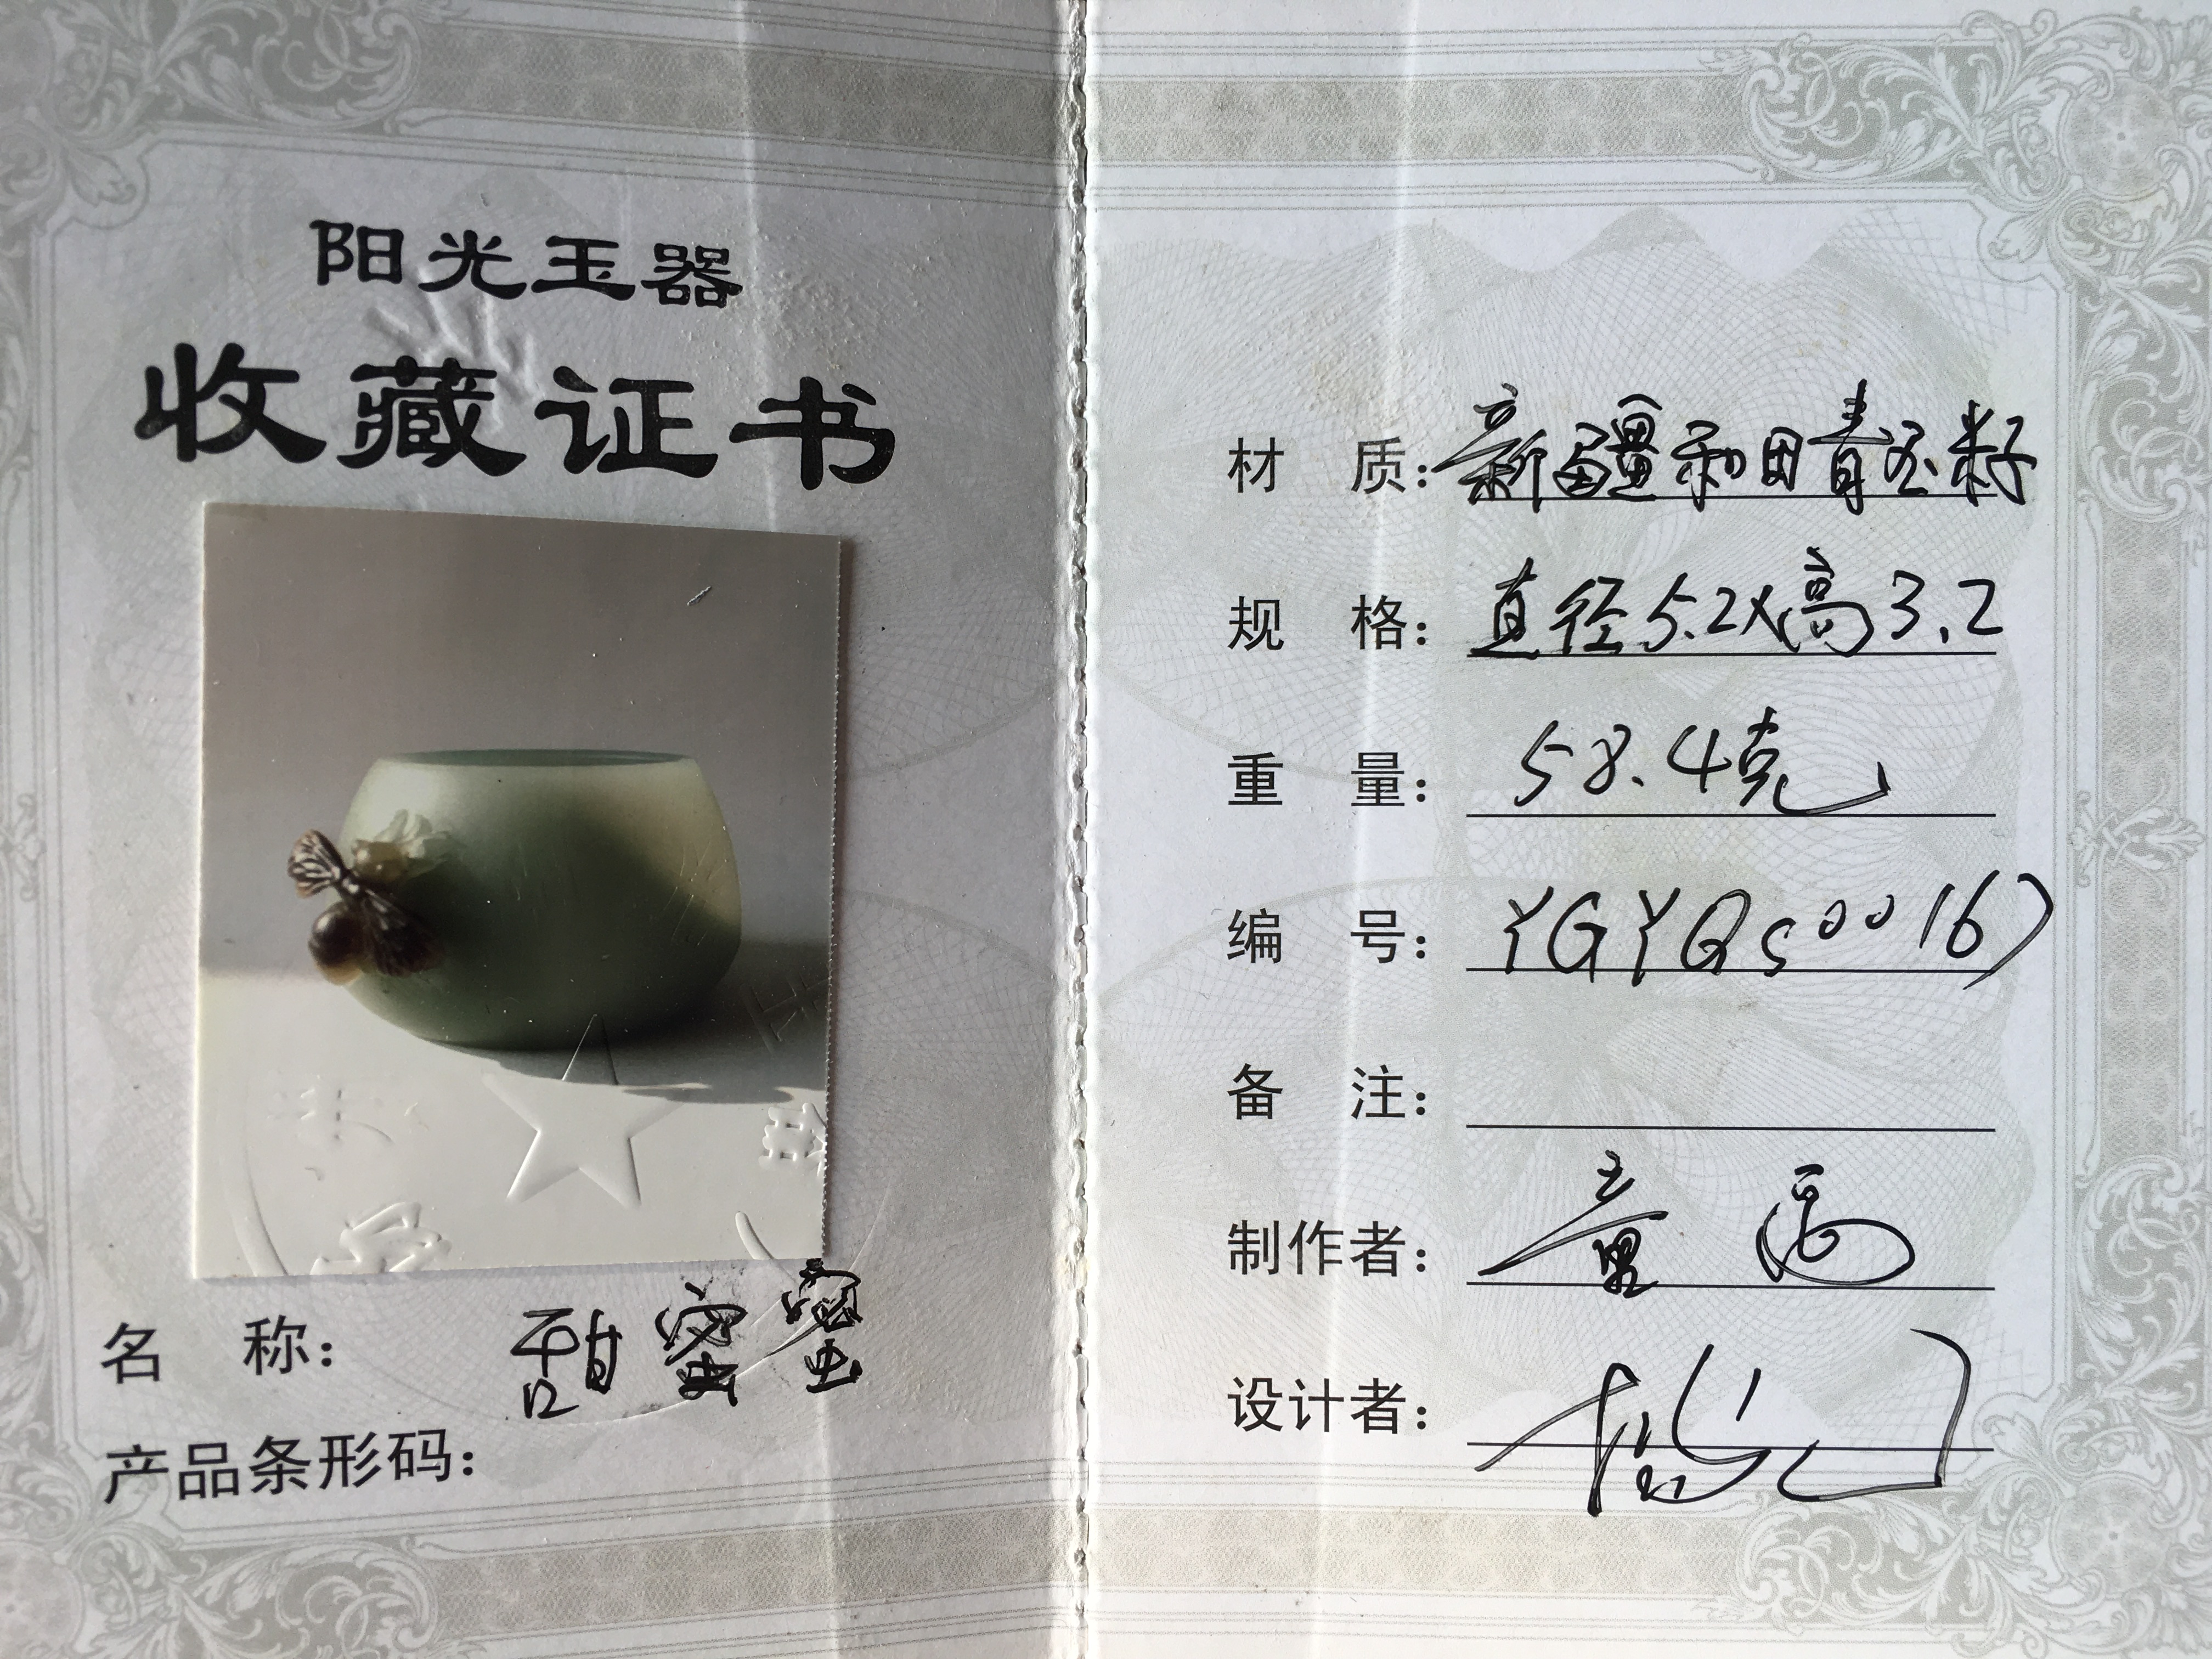 阳光玉器
收藏证书
名 称: 甜蜜蜜
产品条形码:
材 质: 新疆和田青玉籽
规 格: 直径5.2X高3.2
重 量: 58.4克
编 号: YGYQS00167
备 注:
制作者:
设计者: